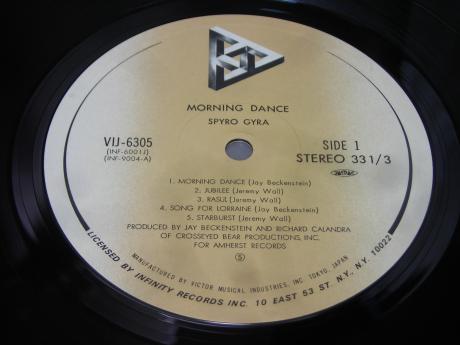 MORNING DANCE
SPYRO GYRA
VIJ-6305
(INF-6001J)
(INF-9004-A)
SIDE 1
STEREO 33 1/3
1. MORNING DANCE (Jay Beckenstein)
2. JUBILEE (Jeremy Wall)
3. RASUL (Jeremy Wall)
4. SONG FOR LORRAINE (Jay Beckenstein)
5. STARBURST (Jeremy Wall)
PRODUCED BY JAY BECKENSTEIN AND RICHARD CALANDRA
OF CROSSEYED BEAR PRODUCTIONS, INC.
FOR AMHERST RECORDS
S
MANUFACTURED BY VICTOR MUSICAL INDUSTRIES, INC. TOKYO, JAPAN
LICENSED BY INFINITY RECORDS INC. 10 EAST 53 ST. N.Y., N.Y. 10022